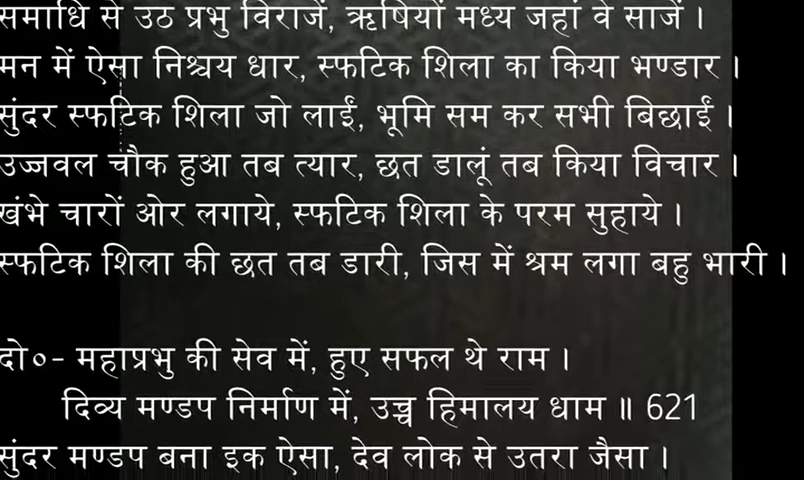 समाधि से उठ प्रभु विराजें, ऋषियों मध्य जहां वे साजें ।
मन में ऐसा निश्चय धार, स्फटिक शिला का किया भण्डार ।
सुंदर स्फटिक शिला जो लाईं, भूमि सम कर सभी बिछाईं ।
उज्जवल चौक हुआ तब त्यार, छत डालूं तब किया विचार ।
खंभे चारों ओर लगाये, स्फटिक शिला के परम सुहाये ।
स्फटिक शिला की छत तब डारी, जिस में श्रम लगा बहु भारी ।
दो०- महाप्रभु की सेव में, हुए सफल थे राम ।
दिव्य मण्डप निर्माण में, उच्च हिमालय धाम ॥ 621
सुंदर मण्डप बना इक ऐसा, देव लोक से उतरा जैसा ।